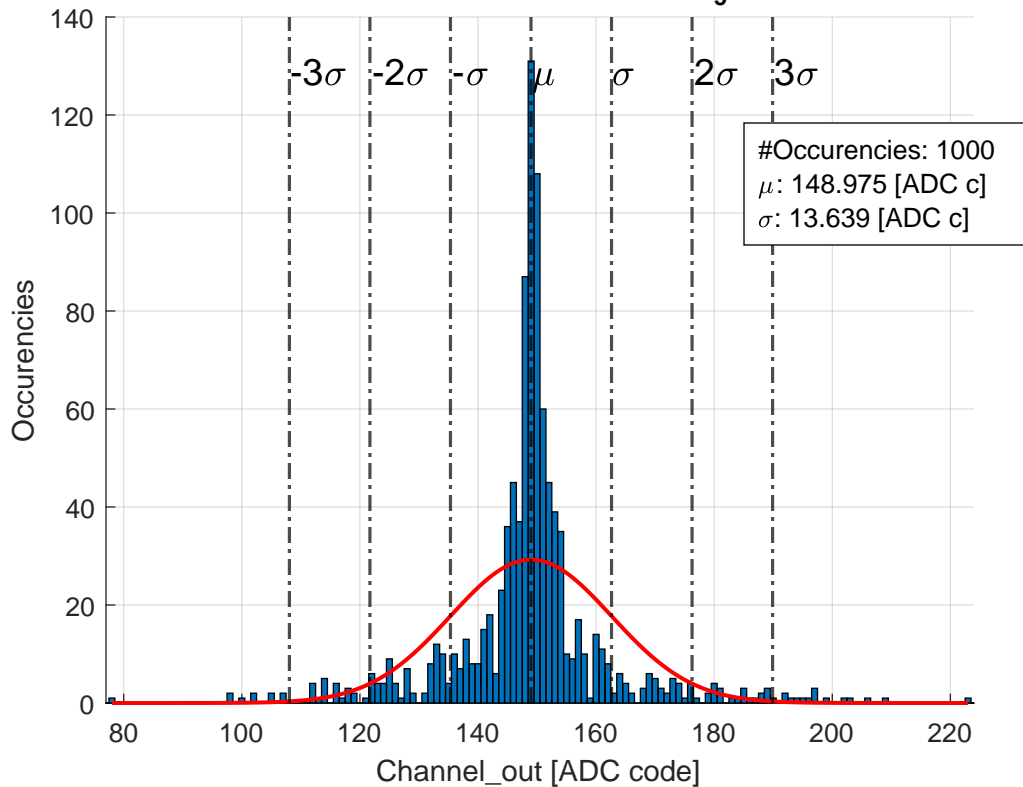 140
120
100
80
60
40
20
0
Occurencies
-3σ -2σ -σ μ σ 2σ 3σ
#Occurencies: 1000
μ: 148.975 [ADC c]
σ: 13.639 [ADC c]
80 100 120 140 160 180 200 220
Channel_out [ADC code]